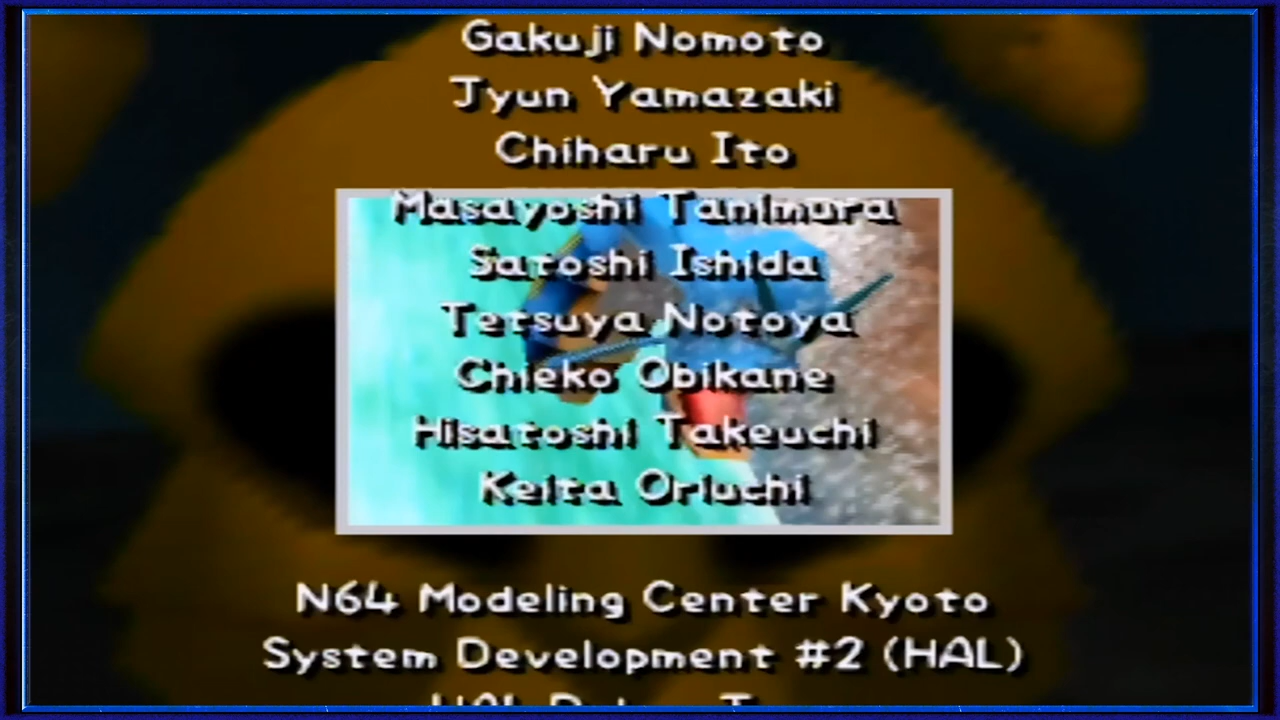 Gakuji Nomoto
Jyun Yamazaki
Chiharu Ito
Masayoshi Tanimura
Satoshi Ishida
Tetsuya Notoya
Chieko Obikane
Hisatoshi Takeuchi
Keita Oriuchi
N64 Modeling Center Kyoto
System Development #2 (HAL)
HAL